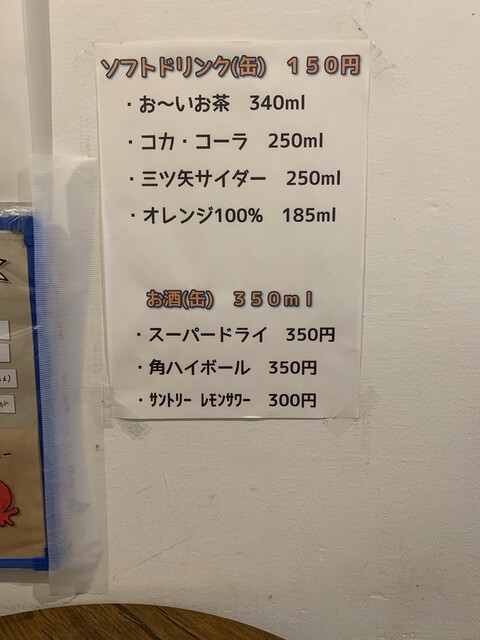 ソフトドリンク(缶) １５０円
・お〜いお茶 340ml
・コカ・コーラ 250ml
・三ツ矢サイダー 250ml
・オレンジ100% 185ml
お酒(缶) ３５０ｍｌ
・スーパードライ 350円
・角ハイボール 350円
・ｻﾝﾄﾘｰ ﾚﾓﾝｻﾜｰ 300円